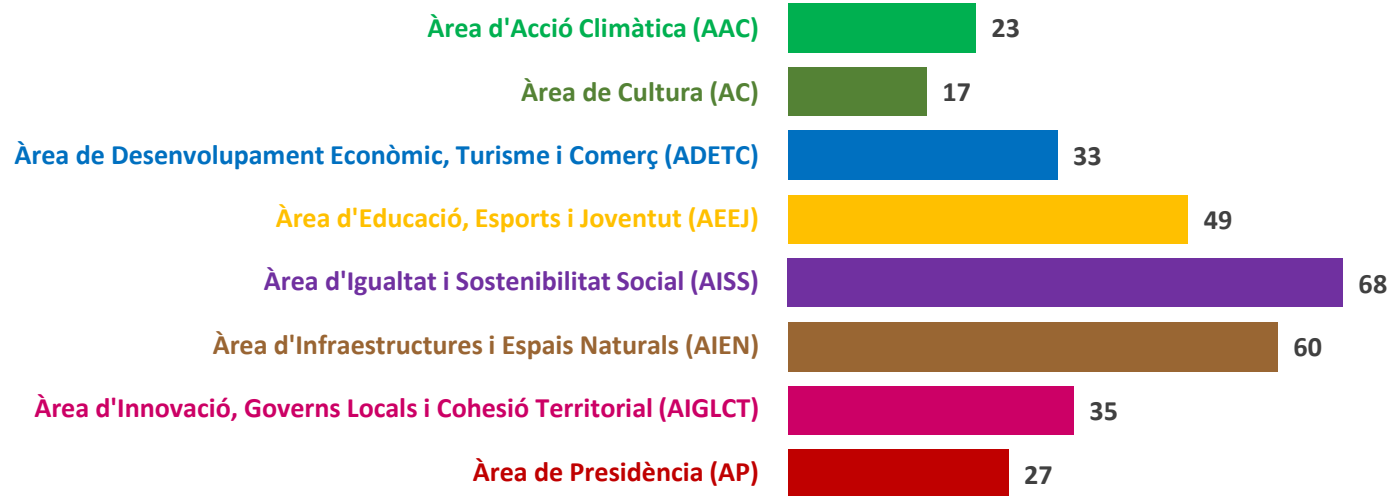 Àrea d'Acció Climàtica (AAC) 23
Àrea de Cultura (AC) 17
Àrea de Desenvolupament Econòmic, Turisme i Comerç (ADETC) 33
Àrea d'Educació, Esports i Joventut (AEEJ) 49
Àrea d'Igualtat i Sostenibilitat Social (AISS) 68
Àrea d'Infraestructures i Espais Naturals (AIEN) 60
Àrea d'Innovació, Governs Locals i Cohesió Territorial (AIGLCT) 35
Àrea de Presidència (AP) 27